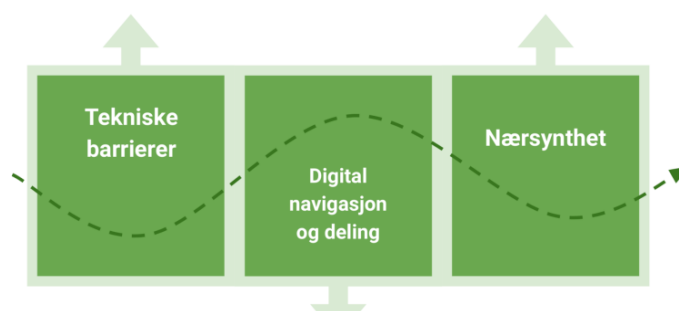 Tekniske
barrierer
Digital
navigasjon
og deling
Nærsynthet